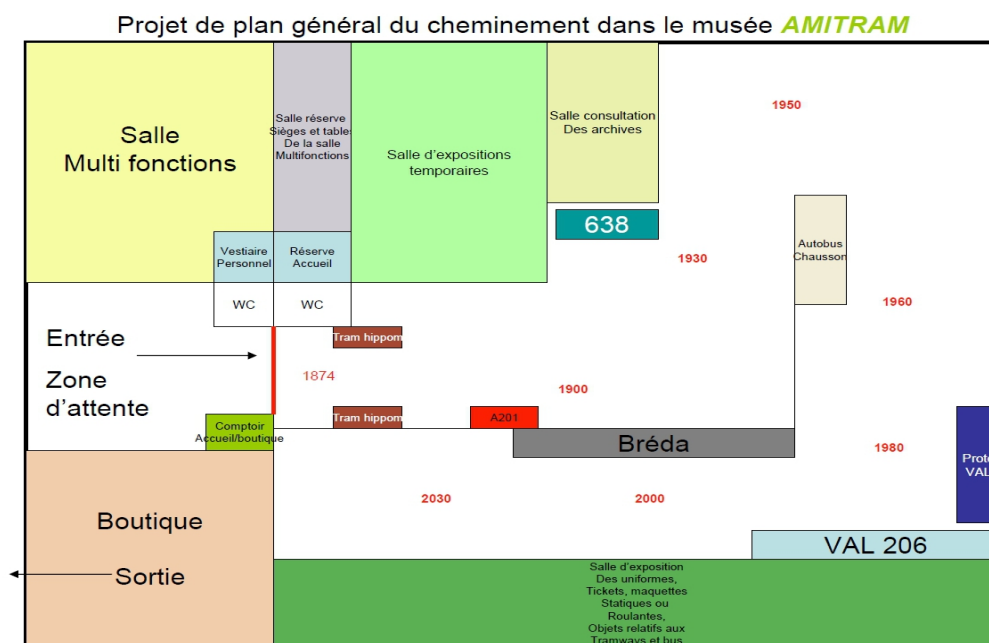 Projet de plan général du cheminement dans le musée AMITRAM
Salle
Multi fonctions
Salle réserve
Sièges et tables
De la salle
Multifonctions
Salle d'expositions
temporaires
Salle consultation
Des archives
1950
638
Vestiaire
Personnel
Réserve
Accueil
1930
Autobus
Chausson
WC
WC
1960
Entrée
Zone
d'attente
Tram hippom
1874
1900
Tram hippom
A201
Comptoir
Accueil/boutique
Bréda
1980
Proto
VAL
2030
2000
Boutique
Sortie
VAL 206
Salle d'exposition
Des uniformes,
Tickets, maquettes
Statiques ou
Roulantes,
Objets relatifs aux
Tramways et bus